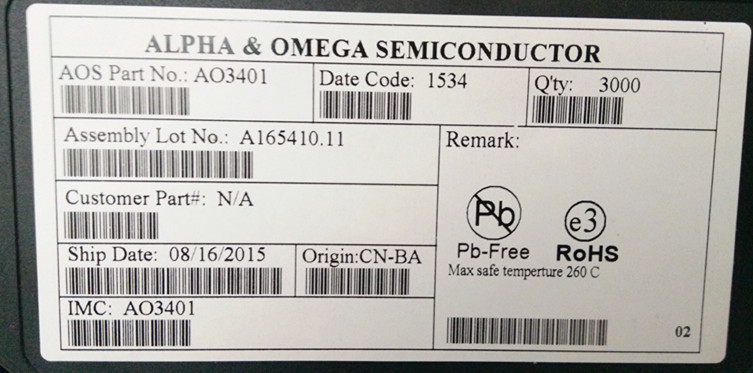 ALPHA & OMEGA SEMICONDUCTOR
AOS Part No.: AO3401
Date Code: 1534
Q'ty: 3000
Assembly Lot No.: A165410.11
Remark:
Customer Part#: N/A
Pb
e3
Pb-Free
RoHS
Max safe temperture 260 C
Ship Date: 08/16/2015
Origin:CN-BA
IMC: AO3401
02